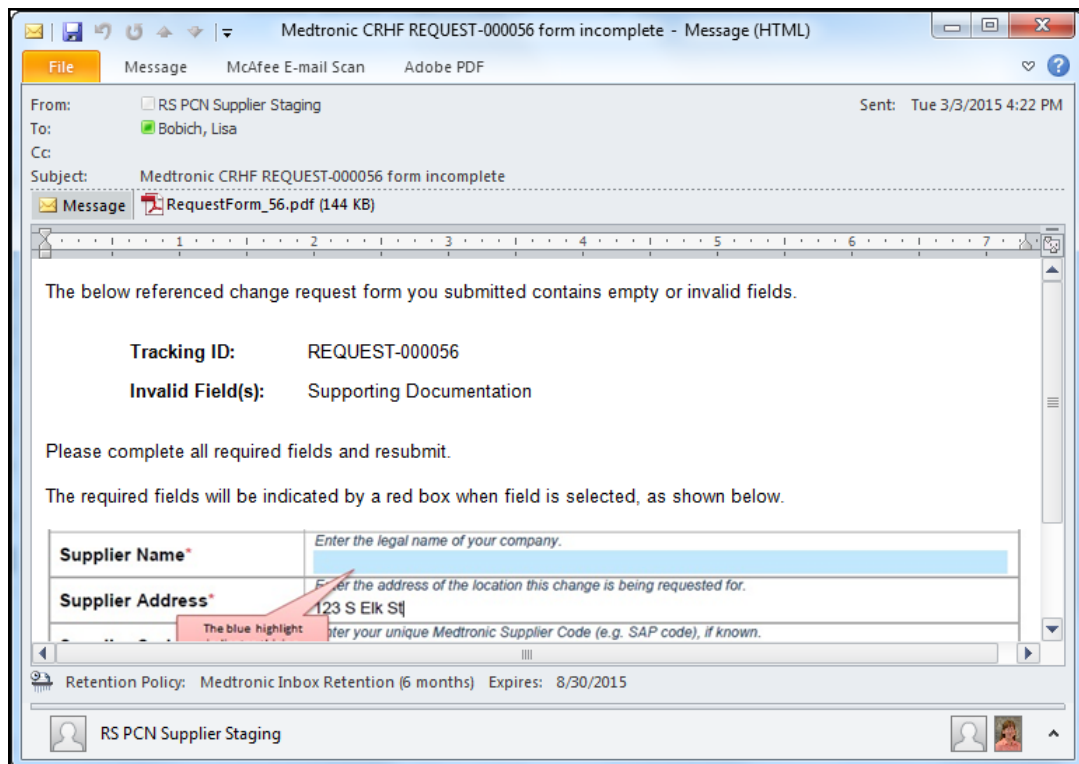 Medtronic CRHF REQUEST-000056 form incomplete - Message (HTML)
File Message McAfee E-mail Scan Adobe PDF
From: RS PCN Supplier Staging Sent: Tue 3/3/2015 4:22 PM
To: Bobich, Lisa
Cc:
Subject: Medtronic CRHF REQUEST-000056 form incomplete
Message RequestForm_56.pdf (144 KB)
1 2 3 4 5 6 7
The below referenced change request form you submitted contains empty or invalid fields.
Tracking ID: REQUEST-000056
Invalid Field(s): Supporting Documentation
Please complete all required fields and resubmit.
The required fields will be indicated by a red box when field is selected, as shown below.
Enter the legal name of your company.
Supplier Name*
the address of the location this change is being requested for.
Supplier Address*
123 S Elk St
The blue highlight
your unique Medtronic Supplier Code (e.g. SAP code), if known.
Retention Policy: Medtronic Inbox Retention (6 months) Expires: 8/30/2015
RS PCN Supplier Staging